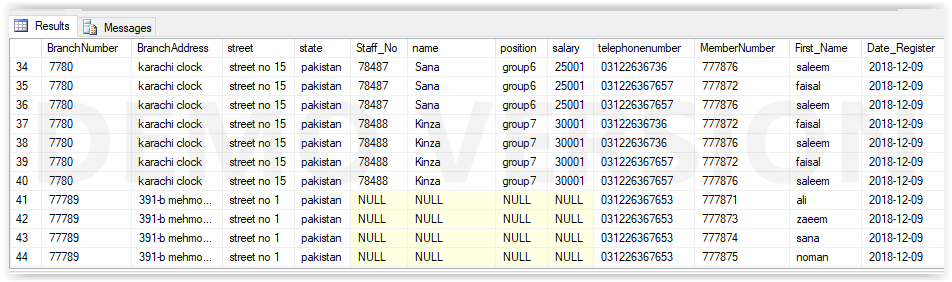 Results Messages
BranchNumber BranchAddress street state Staff_No name position salary telephonenumber MemberNumber First_Name Date_Register
34 7780 karachi clock street no 15 pakistan 78487 Sana group6 25001 03122636736 777876 saleem 2018-12-09
35 7780 karachi clock street no 15 pakistan 78487 Sana group6 25001 031226367657 777872 faisal 2018-12-09
36 7780 karachi clock street no 15 pakistan 78487 Sana group6 25001 031226367657 777876 saleem 2018-12-09
37 7780 karachi clock street no 15 pakistan 78488 Kinza group7 30001 03122636736 777872 faisal 2018-12-09
38 7780 karachi clock street no 15 pakistan 78488 Kinza group7 30001 03122636736 777876 saleem 2018-12-09
39 7780 karachi clock street no 15 pakistan 78488 Kinza group7 30001 031226367657 777872 faisal 2018-12-09
40 7780 karachi clock street no 15 pakistan 78488 Kinza group7 30001 031226367657 777876 saleem 2018-12-09
41 77789 391-b mehmo... street no 1 pakistan NULL NULL NULL NULL 031226367653 777871 ali 2018-12-09
42 77789 391-b mehmo... street no 1 pakistan NULL NULL NULL NULL 031226367653 777873 zaeem 2018-12-09
43 77789 391-b mehmo... street no 1 pakistan NULL NULL NULL NULL 031226367653 777874 sana 2018-12-09
44 77789 391-b mehmo... street no 1 pakistan NULL NULL NULL NULL 031226367653 777875 noman 2018-12-09
DEMO VERSION